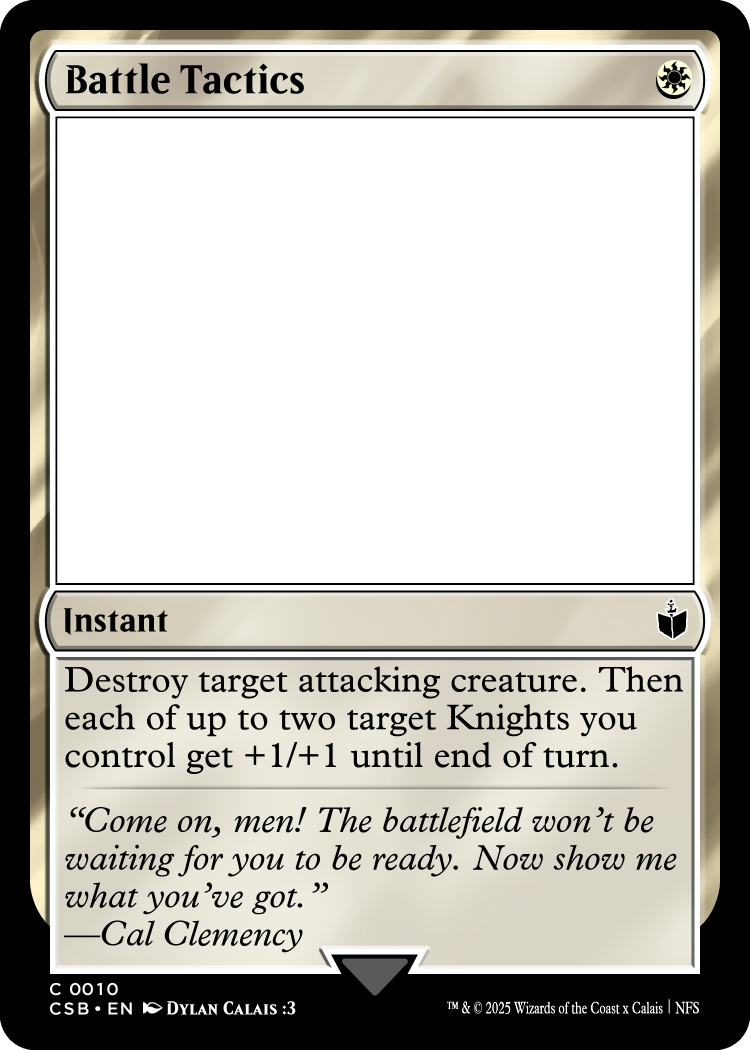 Battle Tactics
Instant
Destroy target attacking creature. Then
each of up to two target Knights you
control get +1/+1 until end of turn.
“Come on, men! The battlefield won’t be
waiting for you to be ready. Now show me
what you’ve got.”
—Cal Clemency
C 0010
CSB • EN Dylan Calais :3
™ & © 2025 Wizards of the Coast x Calais | NFS